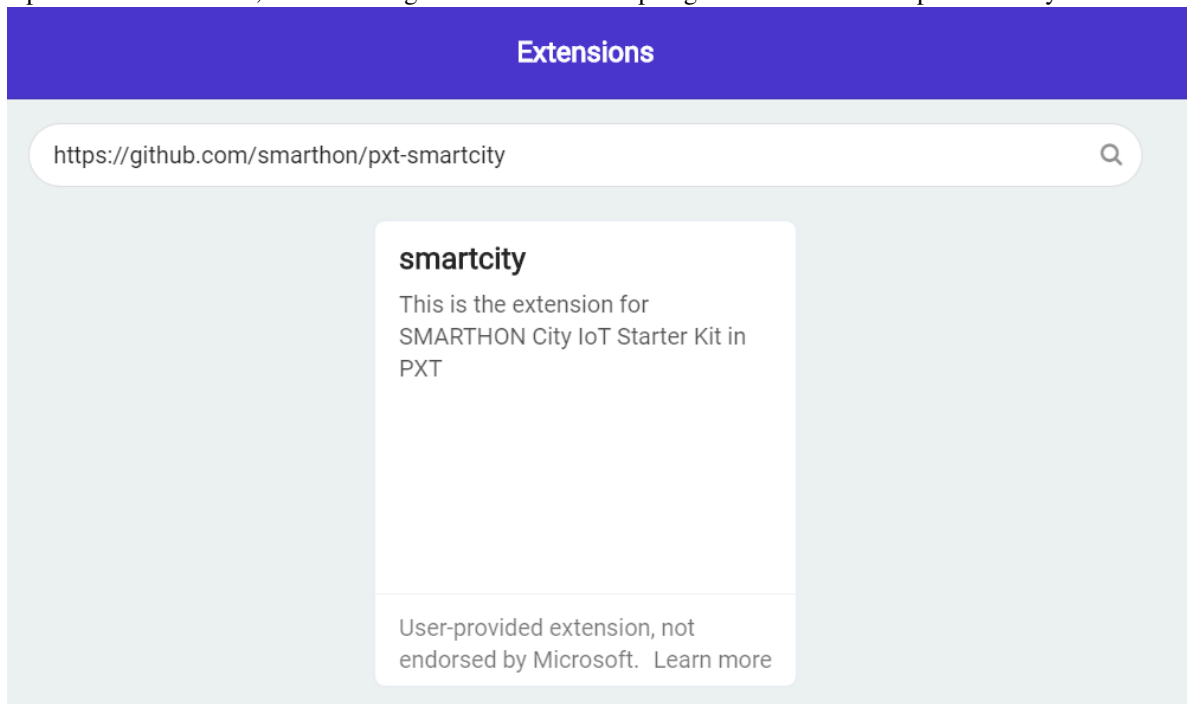 Extensions
https://github.com/smarthon/pxt-smartcity
smartcity
This is the extension for
SMARTHON City IoT Starter Kit in
PXT
User-provided extension, not
endorsed by Microsoft. Learn more